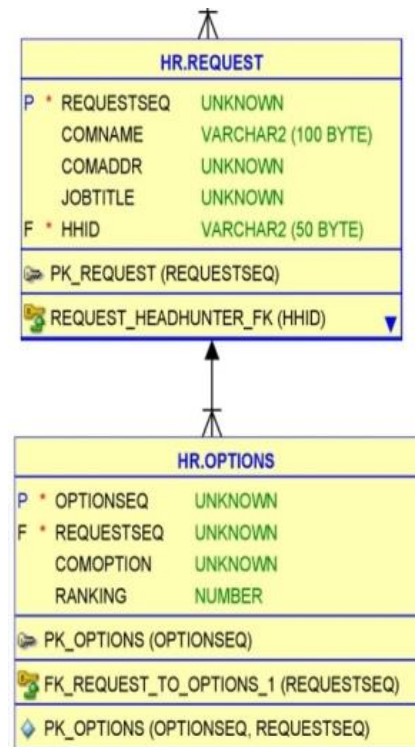 HR.REQUEST
P * REQUESTSEQ UNKNOWN
COMNAME VARCHAR2 (100 BYTE)
COMADDR UNKNOWN
JOBTITLE UNKNOWN
F * HHID VARCHAR2 (50 BYTE)
PK_REQUEST (REQUESTSEQ)
REQUEST_HEADHUNTER_FK (HHID)
HR.OPTIONS
P * OPTIONSEQ UNKNOWN
F * REQUESTSEQ UNKNOWN
COMOPTION UNKNOWN
RANKING NUMBER
PK_OPTIONS (OPTIONSEQ)
FK_REQUEST_TO_OPTIONS_1 (REQUESTSEQ)
PK_OPTIONS (OPTIONSEQ, REQUESTSEQ)